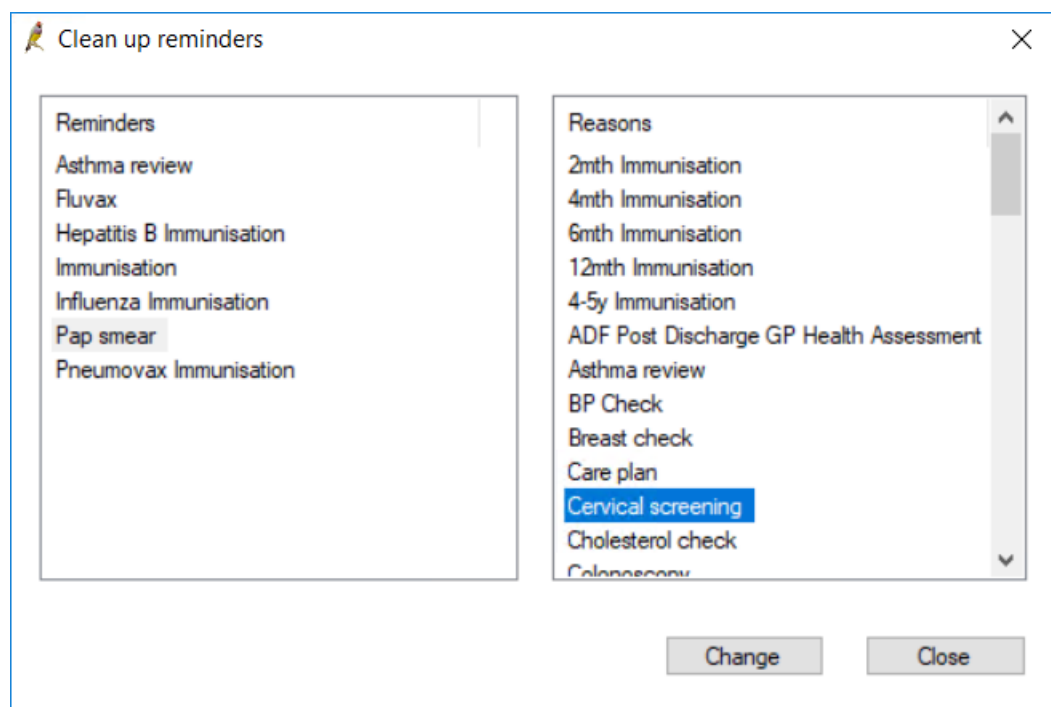 Clean up reminders
Reminders
Asthma review
Fluvax
Hepatitis B Immunisation
Immunisation
Influenza Immunisation
Pap smear
Pneumovax Immunisation
Reasons
2mth Immunisation
4mth Immunisation
6mth Immunisation
12mth Immunisation
4-5y Immunisation
ADF Post Discharge GP Health Assessment
Asthma review
BP Check
Breast check
Care plan
Cervical screening
Cholesterol check
Colonoscopy
Change
Close